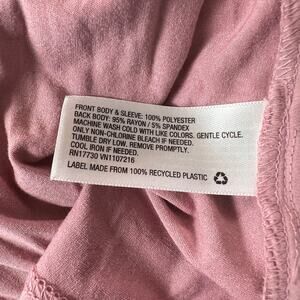 FRONT BODY & SLEEVE: 100% POLYESTER
BACK BODY: 95% RAYON / 5% SPANDEX
MACHINE WASH COLD WITH LIKE COLORS. GENTLE CYCLE.
ONLY NON-CHLORINE BLEACH IF NEEDED.
TUMBLE DRY LOW. REMOVE PROMPTLY.
COOL IRON IF NEEDED.
RN17730 VN1107216
LABEL MADE FROM 100% RECYCLED PLASTIC